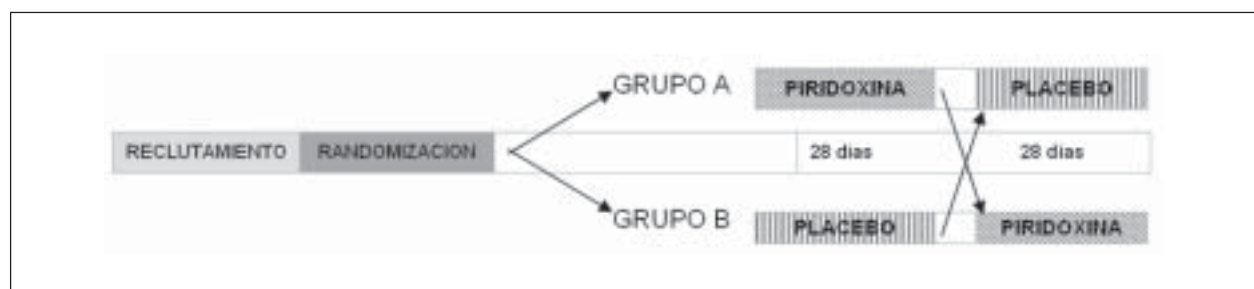 GRUPO A PIRIDOXINA PLACEBO
RECLUTAMIENTO RANDOMIZACION 28 dias 28 dias
GRUPO B PLACEBO PIRIDOXINA